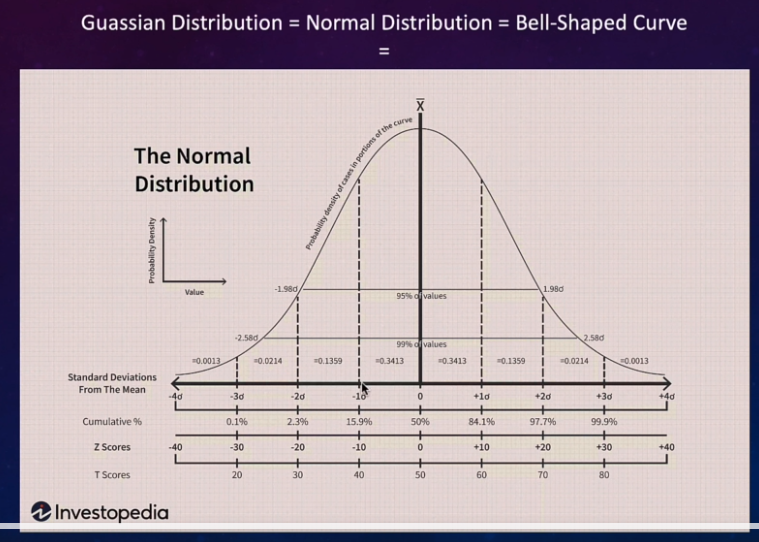 Guassian Distribution = Normal Distribution = Bell-Shaped Curve
=
X̅
The Normal
Distribution
Probability density of cases in portions of the curve
Probability Density
Value
-1.98σ 1.98σ
95% of values
-2.58σ 2.58σ
99% of values
=0.0013 =0.0214 =0.1359 =0.3413 =0.3413 =0.1359 =0.0214 =0.0013
Standard Deviations
From The Mean
-4σ -3σ -2σ -1σ 0 +1σ +2σ +3σ +4σ
Cumulative % 0.1% 2.3% 15.9% 50% 84.1% 97.7% 99.9%
Z Scores -40 -30 -20 -10 0 +10 +20 +30 +40
T Scores 20 30 40 50 60 70 80
Investopedia